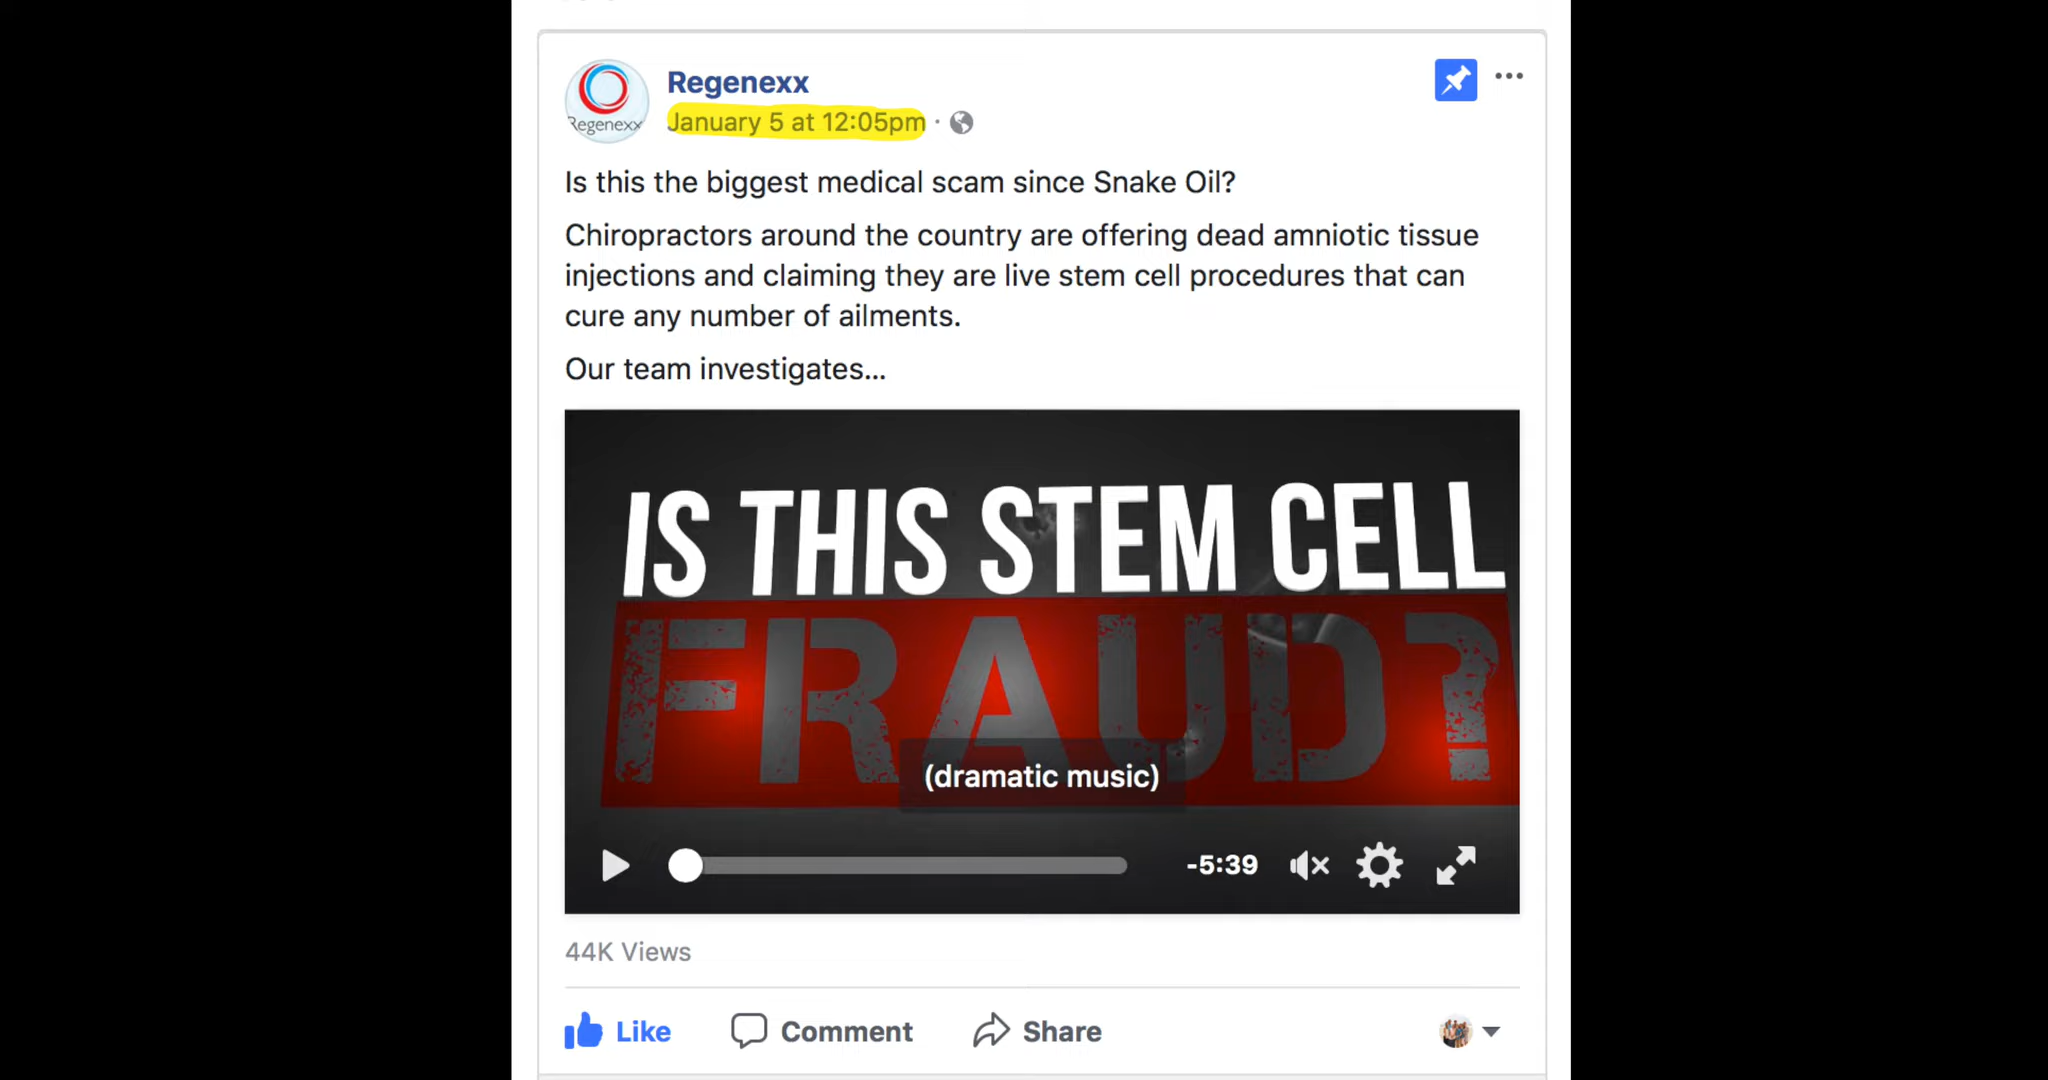 Regenexx
Regenexx
January 5 at 12:05pm ·
Is this the biggest medical scam since Snake Oil?
Chiropractors around the country are offering dead amniotic tissue
injections and claiming they are live stem cell procedures that can
cure any number of ailments.
Our team investigates...
IS THIS STEM CELL
FRAUD?
(dramatic music)
-5:39
44K Views
Like Comment Share